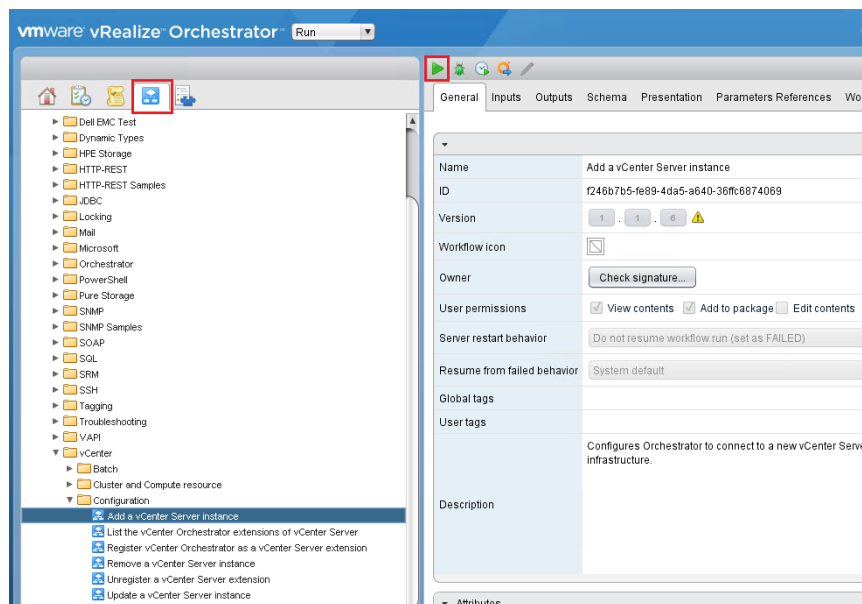 vmware vRealize Orchestrator Run
Dell EMC Test
Dynamic Types
HPE Storage
HTTP-REST
HTTP-REST Samples
JDBC
Locking
Mail
Microsoft
Orchestrator
PowerShell
Pure Storage
SNMP
SNMP Samples
SOAP
SQL
SRM
SSH
Tagging
Troubleshooting
VAPI
vCenter
Batch
Cluster and Compute resource
Configuration
Add a vCenter Server instance
List the vCenter Orchestrator extensions of vCenter Server
Register vCenter Orchestrator as a vCenter Server extension
Remove a vCenter Server instance
Unregister a vCenter Server extension
Update a vCenter Server instance
General Inputs Outputs Schema Presentation Parameters References Wo
Name Add a vCenter Server instance
ID f246b7b5-fe89-4da5-a640-36ffc6874069
Version 1 . 1 . 6
Workflow icon
Owner Check signature...
User permissions View contents Add to package Edit contents
Server restart behavior Do not resume workflow run (set as FAILED)
Resume from failed behavior System default
Global tags
User tags
Configures Orchestrator to connect to a new vCenter Serve
infrastructure.
Description
Attributes